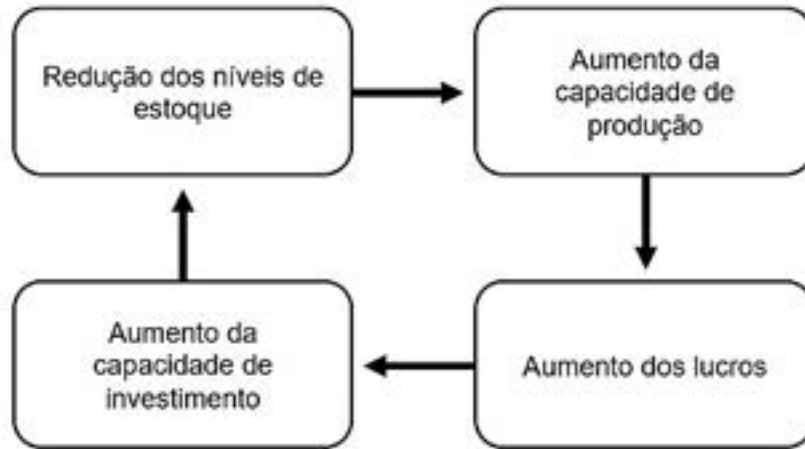 Redução dos níveis de
estoque
Aumento da
capacidade de
produção
Aumento da
capacidade de
investimento
Aumento dos lucros